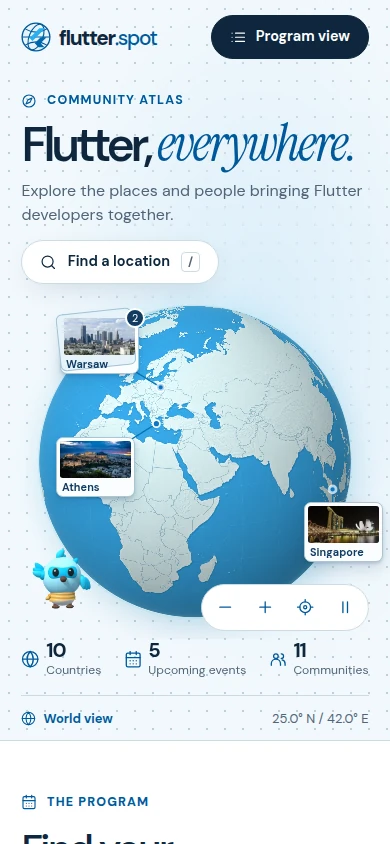 flutter.spot
Program view
COMMUNITY ATLAS
Flutter, everywhere.
Explore the places and people bringing Flutter
developers together.
Find a location /
2
Warsaw
Athens
Singapore
10
Countries
5
Upcoming events
11
Communities
World view
25.0° N / 42.0° E
THE PROGRAM
Find your